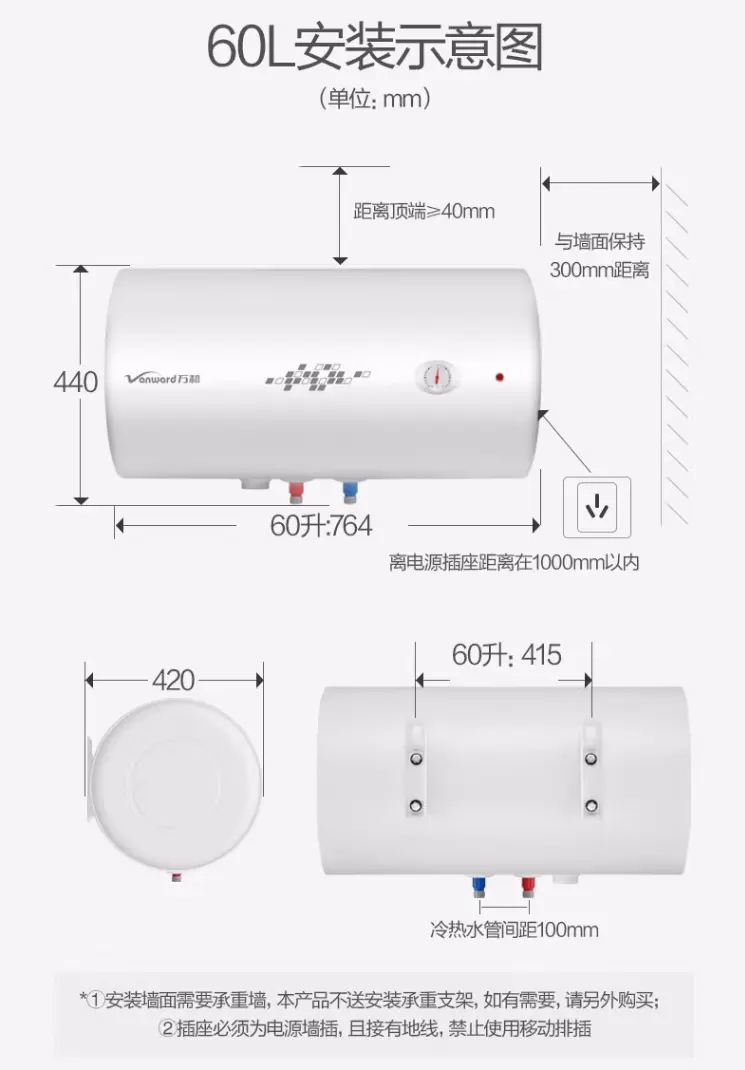 60L安装示意图
（单位: mm）
距离顶端≥40mm
与墙面保持
300mm距离
440
Vanward万和
60升:764
离电源插座距离在1000mm以内
420
60升: 415
冷热水管间距100mm
*①安装墙面需要承重墙, 本产品不送安装承重支架, 如有需要, 请另外购买;
②插座必须为电源墙插, 且接有地线, 禁止使用移动排插